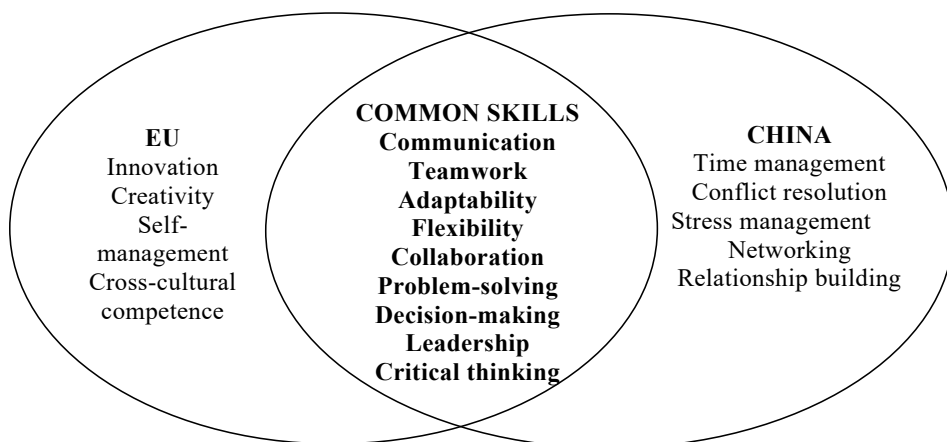 EU
Innovation
Creativity
Self-
management
Cross-cultural
competence
COMMON SKILLS
Communication
Teamwork
Adaptability
Flexibility
Collaboration
Problem-solving
Decision-making
Leadership
Critical thinking
CHINA
Time management
Conflict resolution
Stress management
Networking
Relationship building